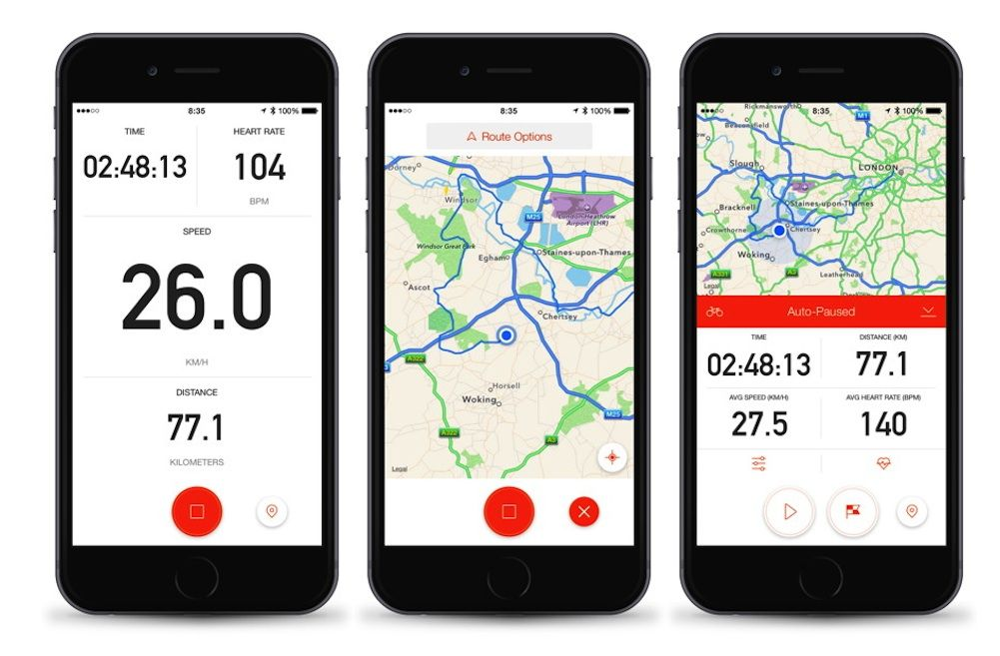 8:35
100%
TIME
HEART RATE
02:48:13
104
BPM
SPEED
26.0
KM/H
DISTANCE
77.1
KILOMETERS
8:35
100%
Route Options
Dorney
Windsor
M25
London-Heathrow
Airport (LHR)
Windsor Great Park
Egham
Staines-upon-Thames
Ascot
Chertsey
3
A322
Horsell
Woking
M25
A322
A3
Legal
Rickmansworth
8:35
100%
M1
Beaconsfield
Slough
LONDON
Bracknell
Staines-upon-Thames
Crowthorne
Chertsey
Woking
A331
A3
Leatherhead
Legal
Auto-Paused
TIME
DISTANCE (KM)
02:48:13
77.1
AVG SPEED (KM/H)
AVG HEART RATE (BPM)
27.5
140